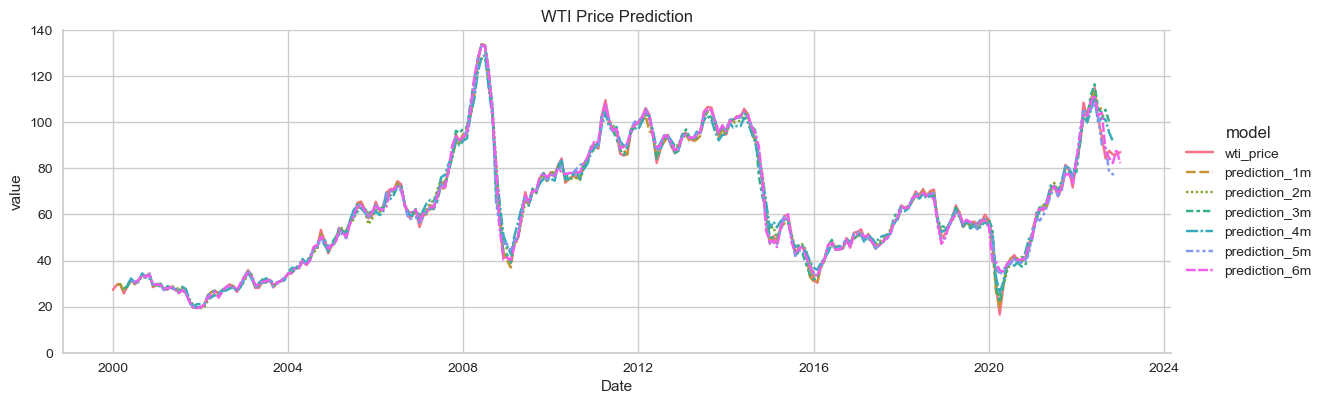 WTI Price Prediction
140
120
100
80
60
40
20
0
value
2000
2004
2008
2012
2016
2020
2024
Date
model
wti_price
prediction_1m
prediction_2m
prediction_3m
prediction_4m
prediction_5m
prediction_6m